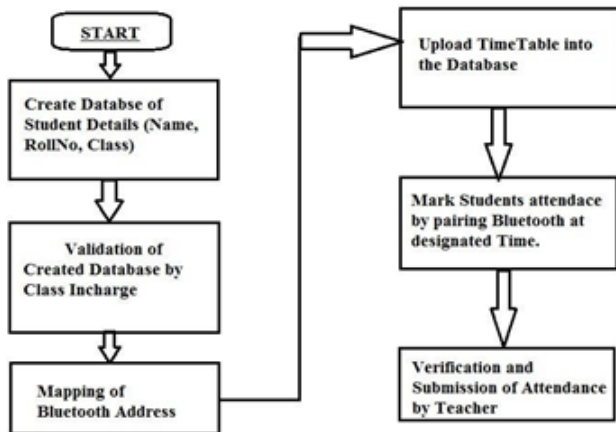 START
Create Databse of
Student Details (Name,
RollNo, Class)
Validation of
Created Database by
Class Incharge
Mapping of
Bluetooth Address
Upload TimeTable into
the Database
Mark Students attendace
by pairing Bluetooth at
designated Time.
Verification and
Submission of Attendance
by Teacher